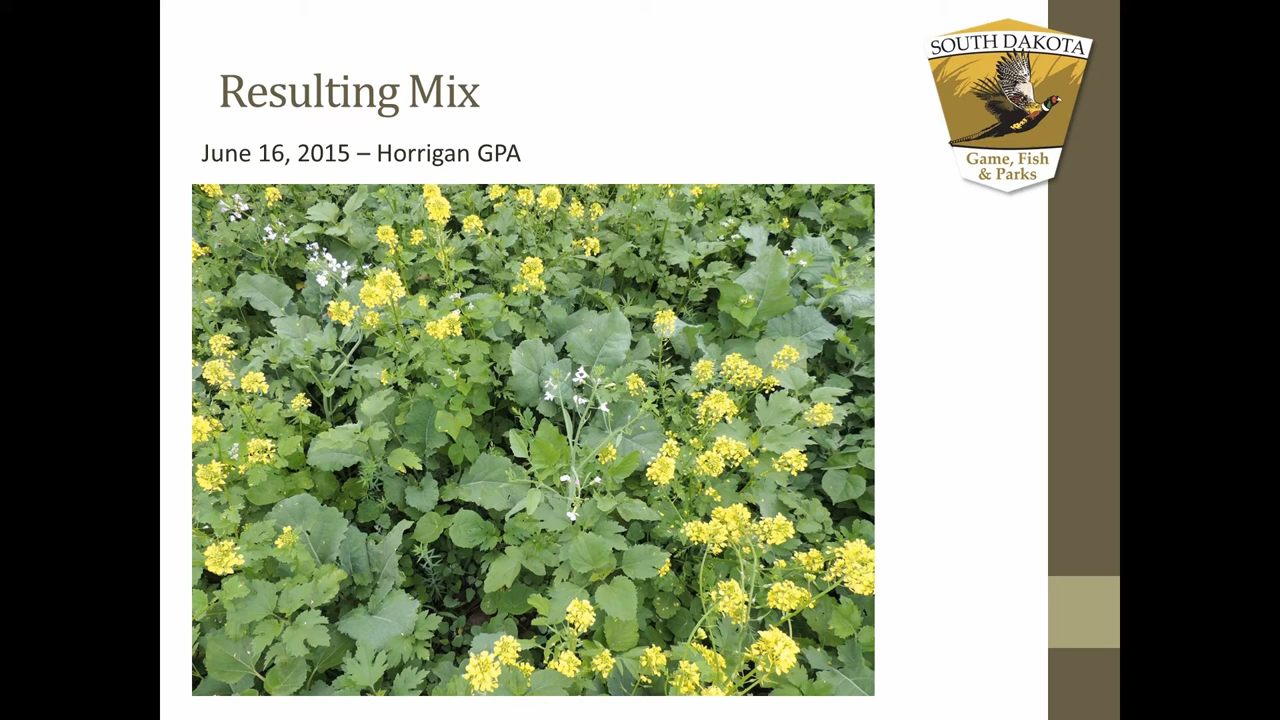 Resulting Mix
June 16, 2015 – Horrigan GPA
SOUTH DAKOTA
Game, Fish
& Parks